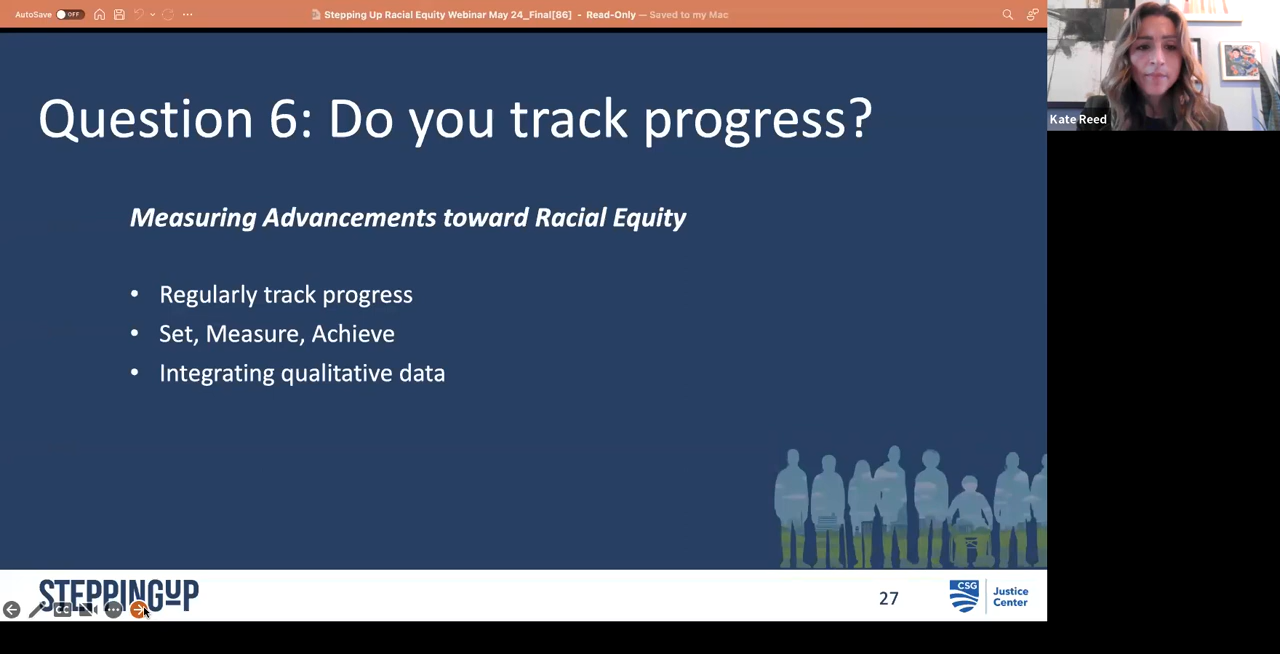 AutoSave OFF
Stepping Up Racial Equity Webinar May 24_Final[86] - Read-Only — Saved to my Mac
Kate Reed
Question 6: Do you track progress?
Measuring Advancements toward Racial Equity
• Regularly track progress
• Set, Measure, Achieve
• Integrating qualitative data
STEPPINGUP
CC
27
CSG
Justice
Center